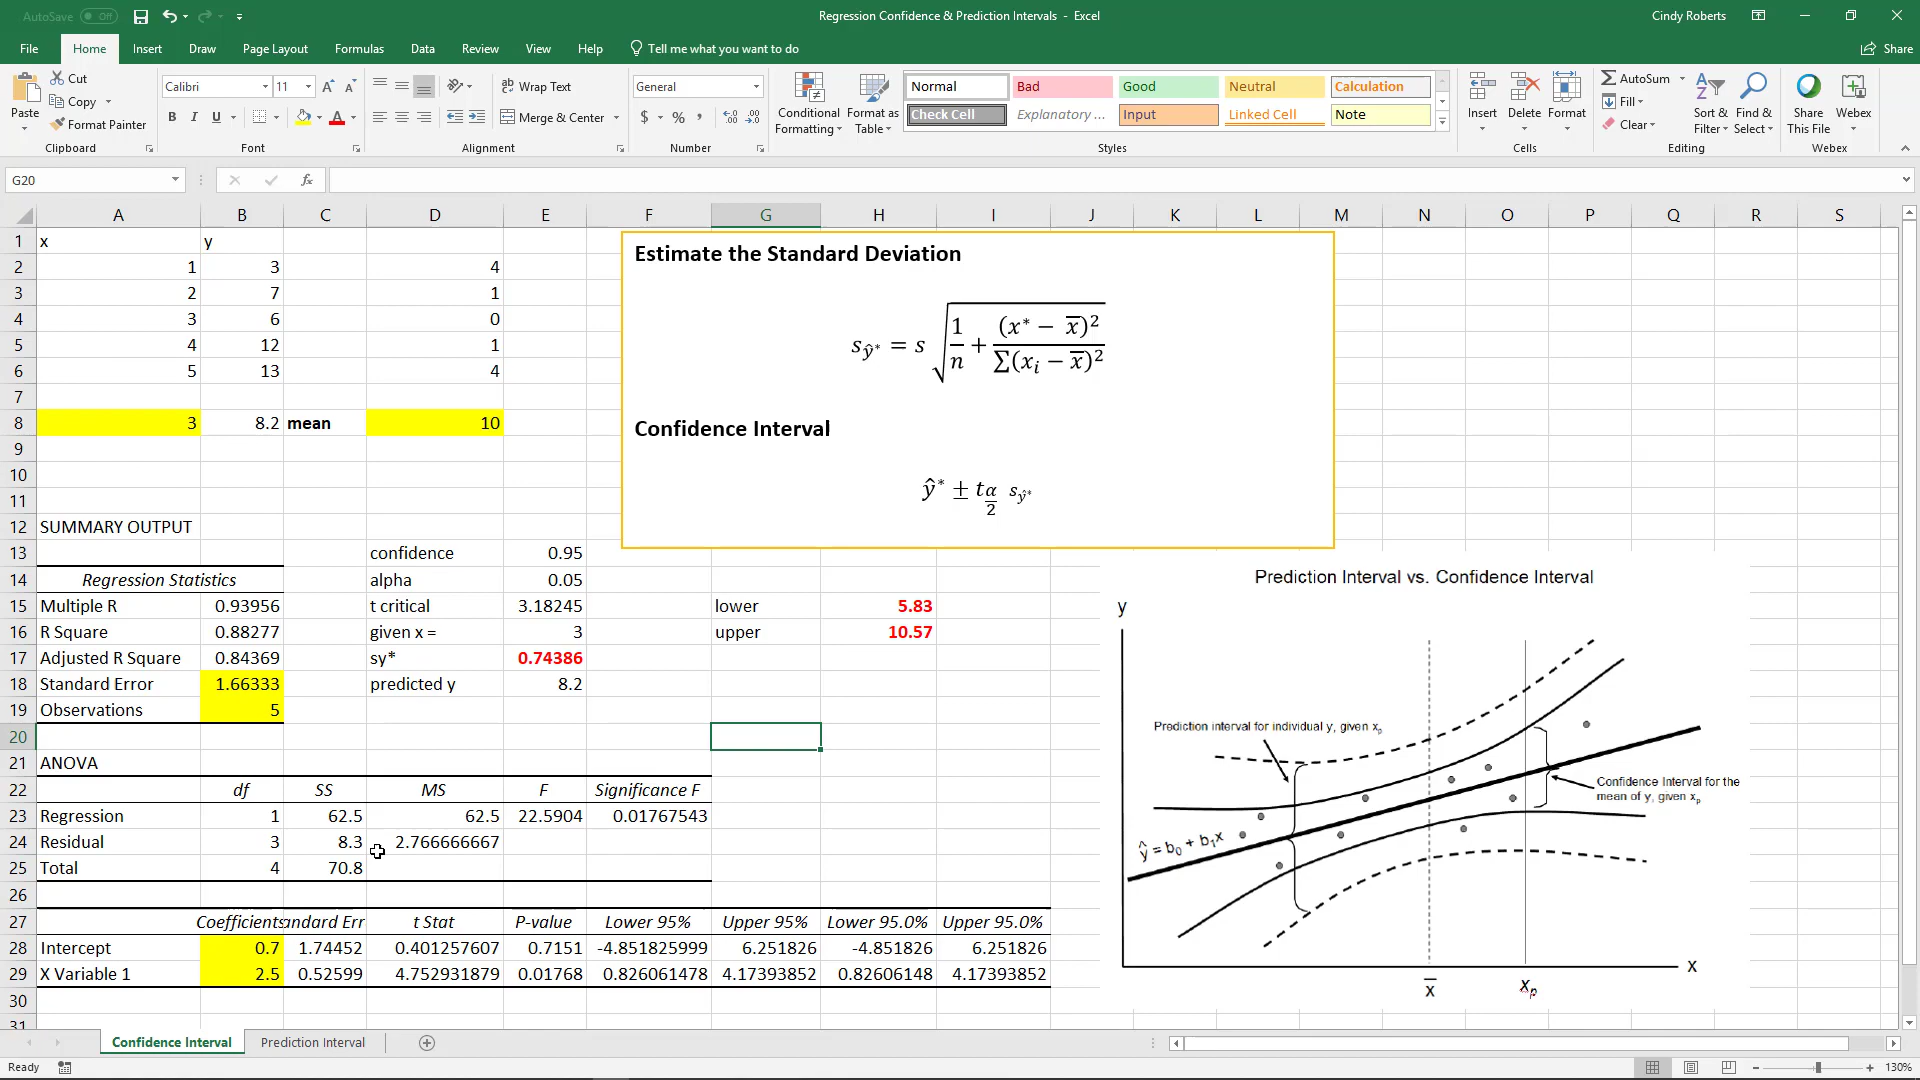 AutoSave Off
Regression Confidence & Prediction Intervals - Excel
Cindy Roberts
File Home Insert Draw Page Layout Formulas Data Review View Help Tell me what you want to do Share
Paste
Cut
Copy
Format Painter
Clipboard
Calibri 11
B I U
Font
Wrap Text
Merge & Center
Alignment
General
$ % ,
Number
Conditional Formatting
Format as Table
Normal Bad Good Neutral Calculation
Check Cell Explanatory ... Input Linked Cell Note
Styles
Insert Delete Format
Cells
AutoSum
Fill
Clear
Sort & Filter
Find & Select
Editing
Share This File
Webex
Webex
G20 fx
A B C D E F G H I J K L M N O P Q R S
1 x y
2 1 3 4
3 2 7 1
4 3 6 0
5 4 12 1
6 5 13 4
7
8 3 8.2 mean 10
9
10
11
12 SUMMARY OUTPUT
13 confidence 0.95
14 Regression Statistics alpha 0.05
15 Multiple R 0.93956 t critical 3.18245 lower 5.83
16 R Square 0.88277 given x = 3 upper 10.57
17 Adjusted R Square 0.84369 sy* 0.74386
18 Standard Error 1.66333 predicted y 8.2
19 Observations 5
20
21 ANOVA
22 df SS MS F Significance F
23 Regression 1 62.5 62.5 22.5904 0.01767543
24 Residual 3 8.3 2.766666667
25 Total 4 70.8
26
27 Coefficients andard Err t Stat P-value Lower 95% Upper 95% Lower 95.0% Upper 95.0%
28 Intercept 0.7 1.74452 0.401257607 0.7151 -4.851825999 6.251826 -4.851826 6.251826
29 X Variable 1 2.5 0.52599 4.752931879 0.01768 0.826061478 4.17393852 0.82606148 4.17393852
30
31
Estimate the Standard Deviation
s_ŷ* = s √(1/n + (x* − x̄)² / ∑(xᵢ − x̄)²)
Confidence Interval
ŷ* ± t_α/2 s_ŷ*
Prediction Interval vs. Confidence Interval
y
Prediction interval for individual y, given xₚ
Confidence Interval for the
mean of y, given xₚ
ŷ = b₀ + b₁x
x
x̄
xₚ
Confidence Interval Prediction Interval
Ready
130%